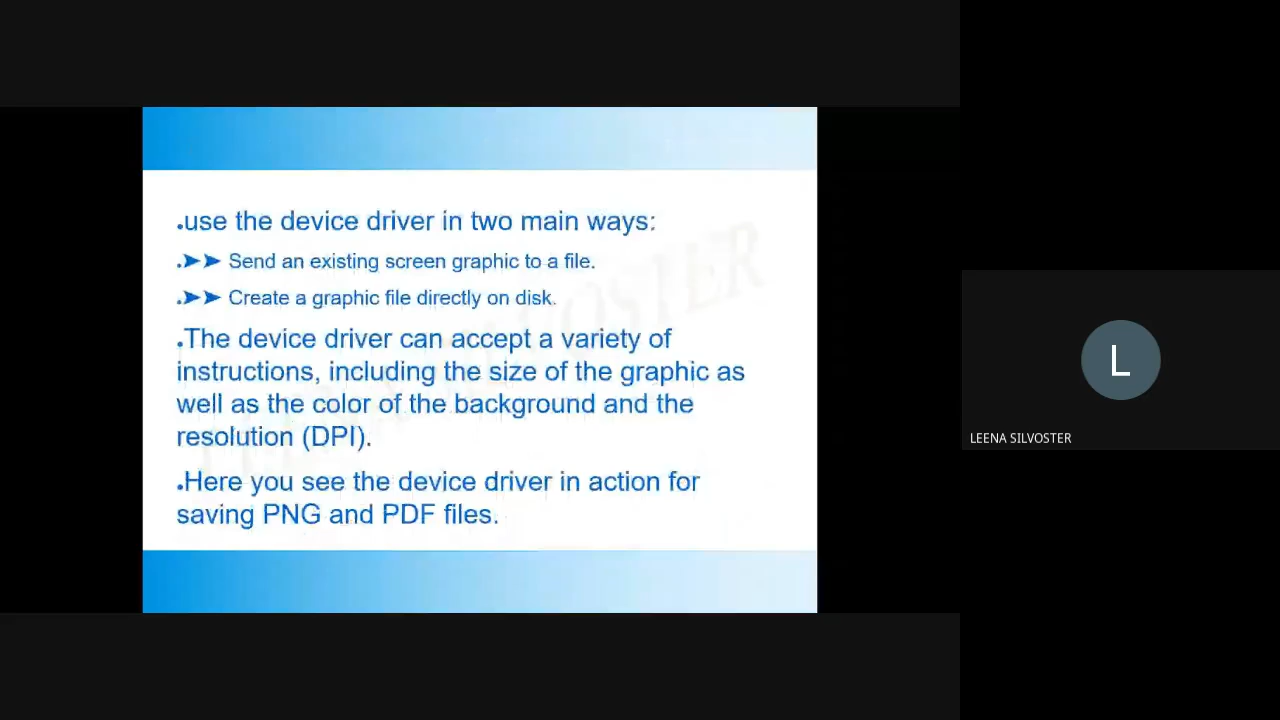 .use the device driver in two main ways:
.➤➤ Send an existing screen graphic to a file.
.➤➤ Create a graphic file directly on disk.
.The device driver can accept a variety of
instructions, including the size of the graphic as
well as the color of the background and the
resolution (DPI).
.Here you see the device driver in action for
saving PNG and PDF files.
L
LEENA SILVOSTER